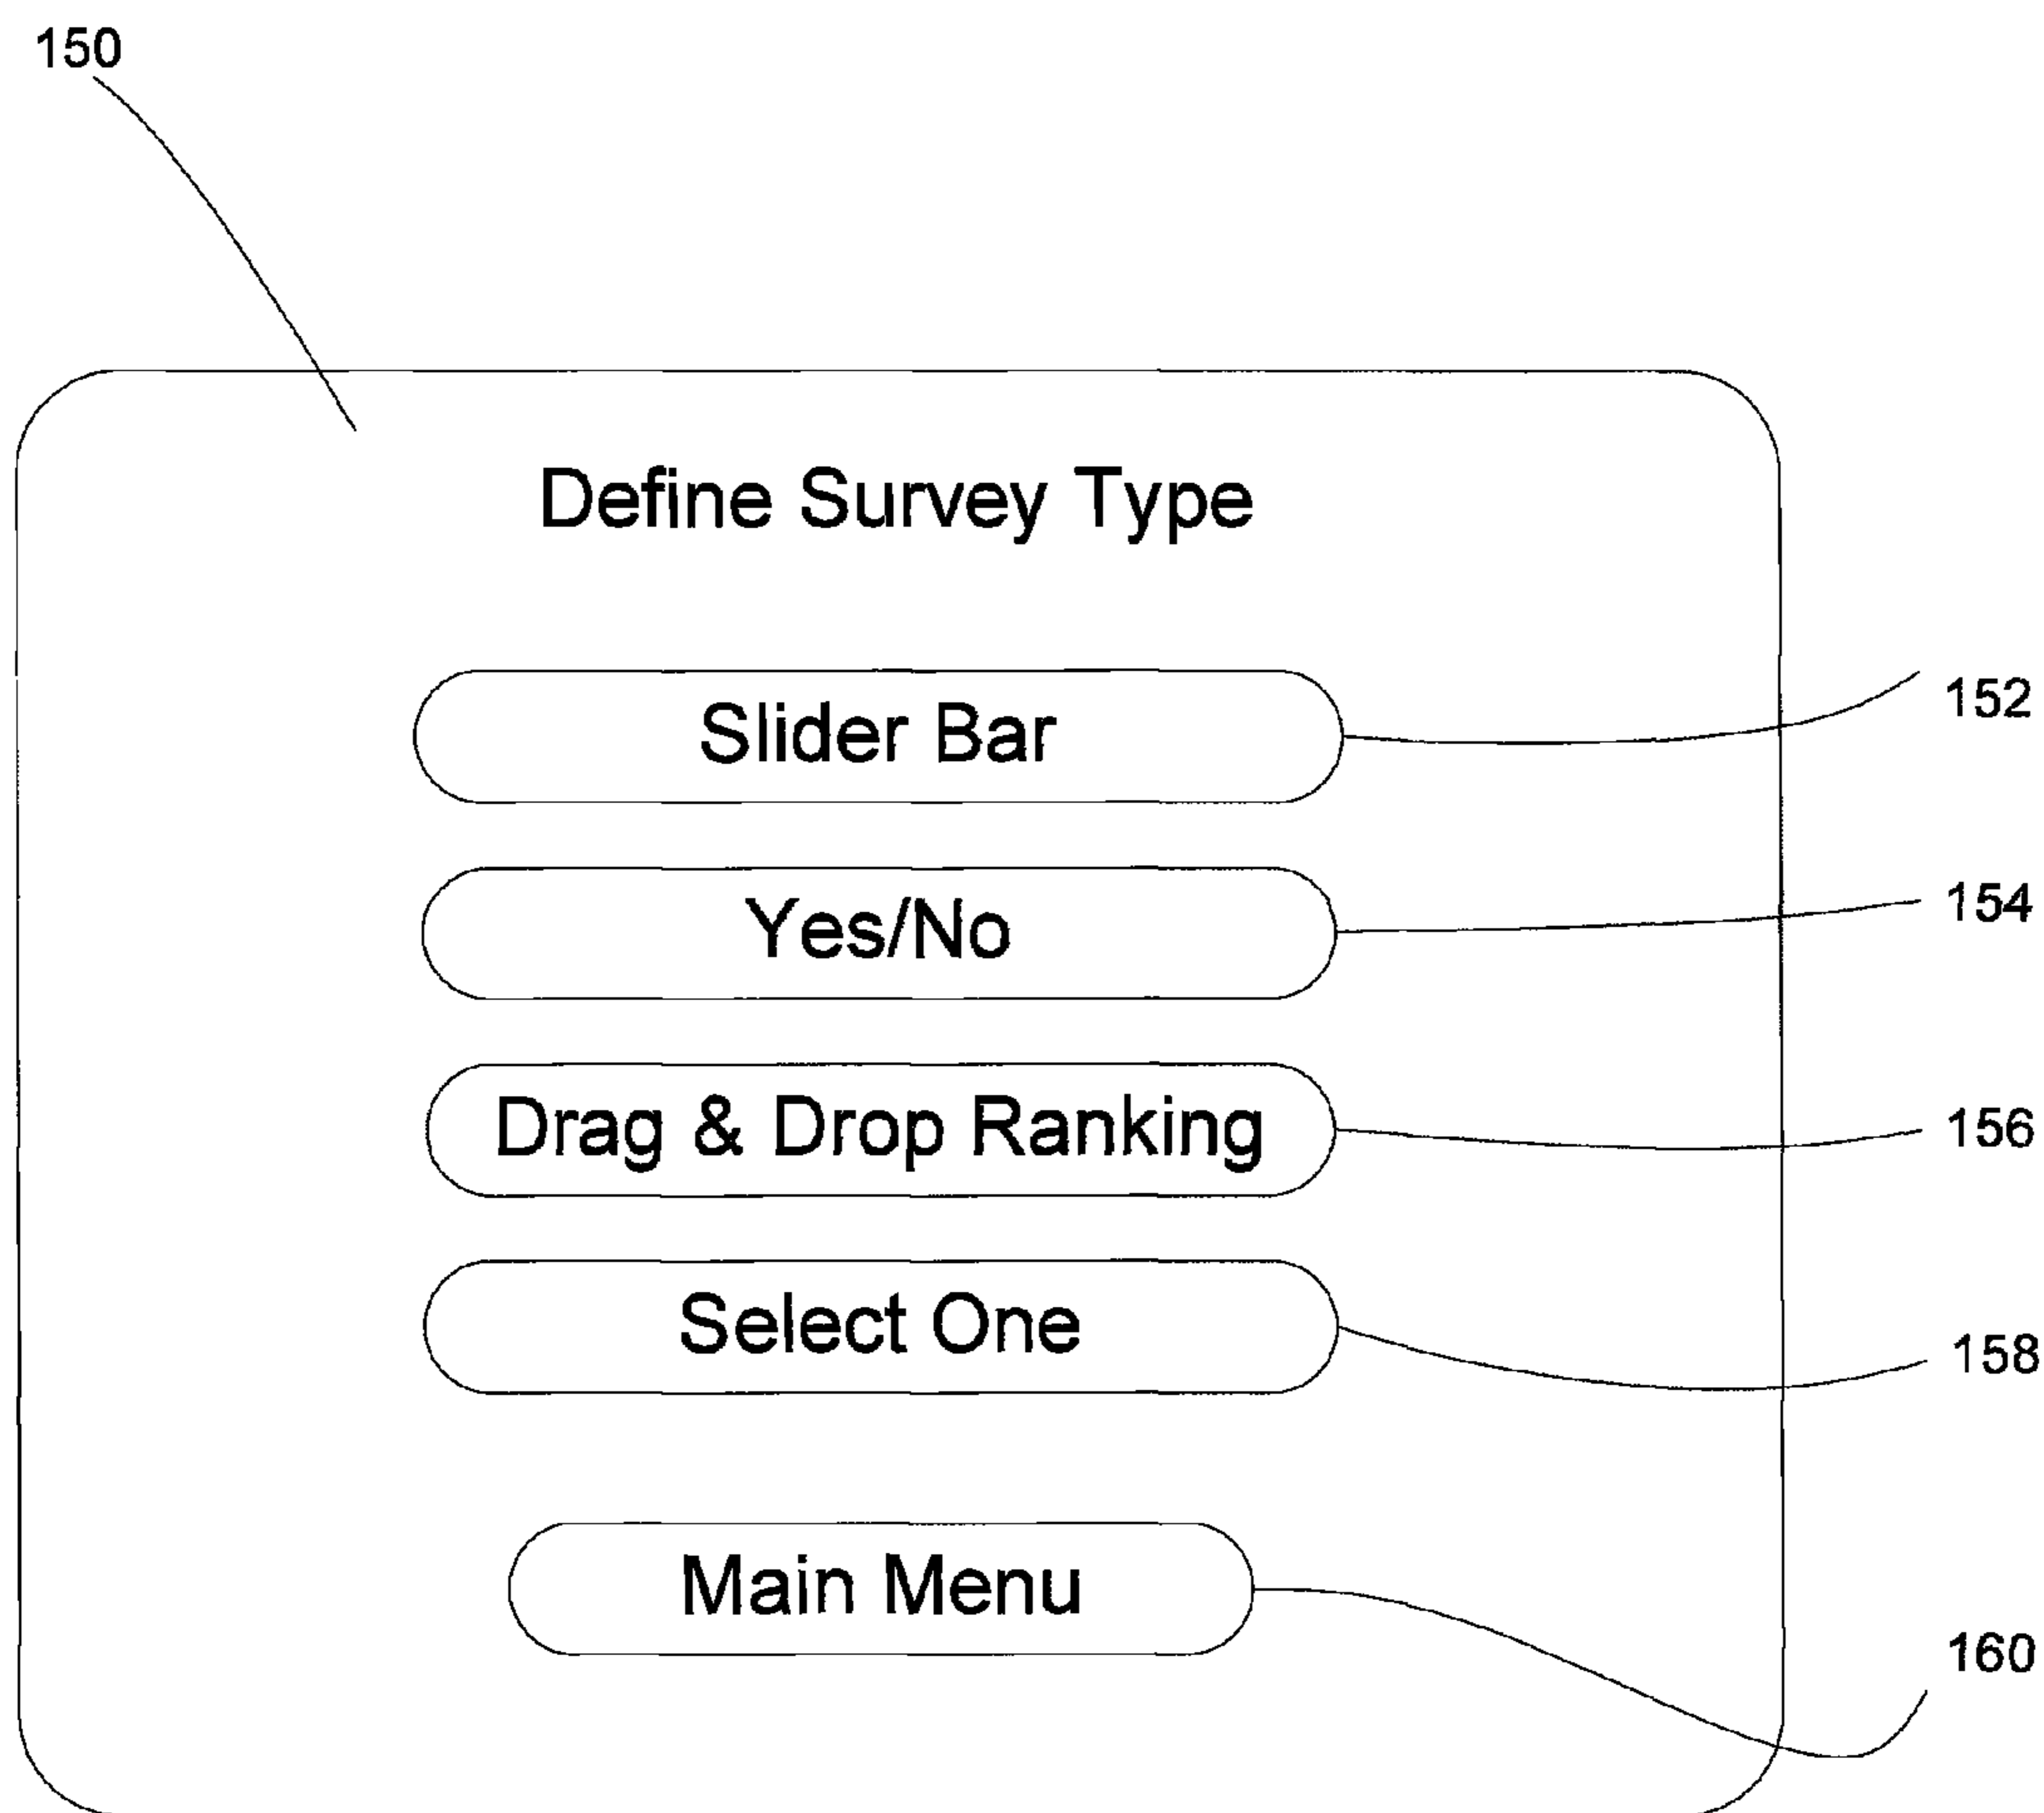 150
Define Survey Type
Slider Bar
152
Yes/No
154
Drag & Drop Ranking
156
Select One
158
Main Menu
160